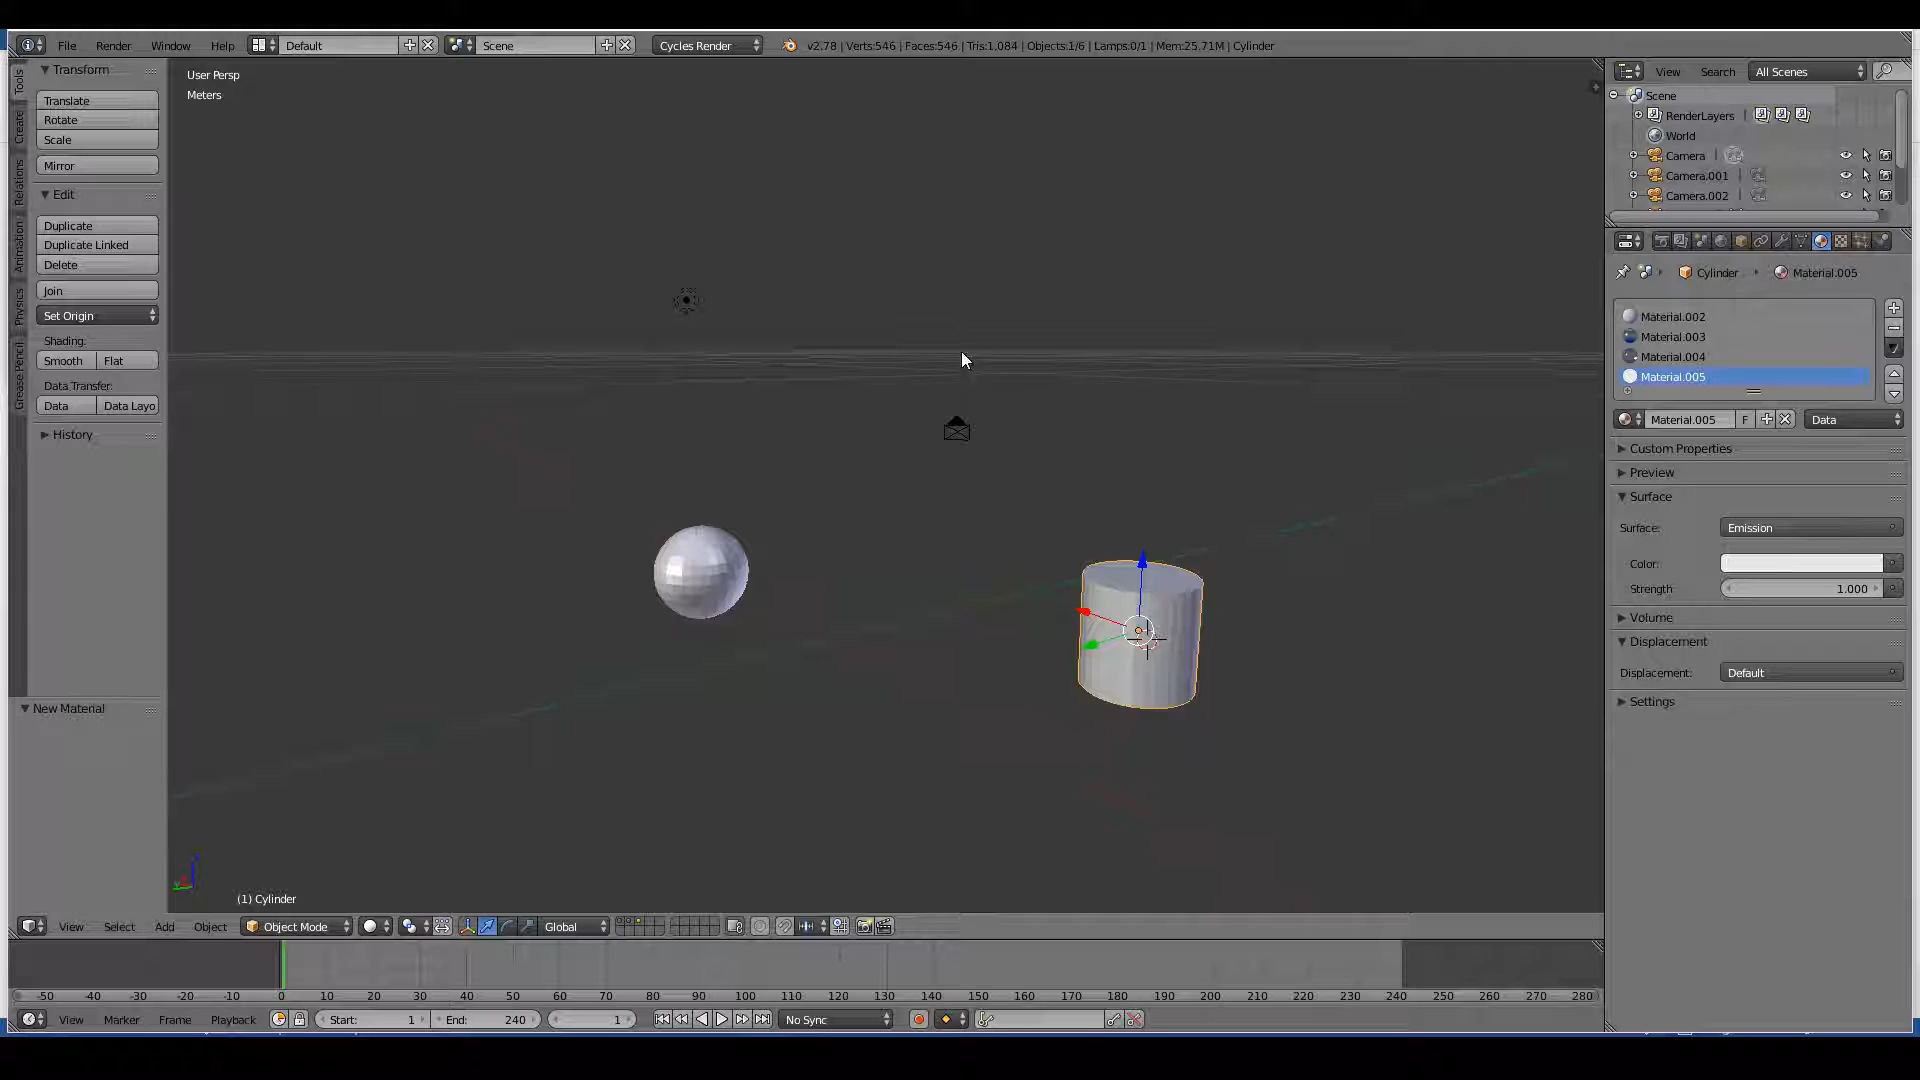 File Render Window Help Default Scene Cycles Render v2.78 | Verts:546 | Faces:546 | Tris:1,084 | Objects:1/6 | Lamps:0/1 | Mem:25.71M | Cylinder
Tools
Create
Relations
Animation
Physics
Grease Pencil
Transform
Translate
Rotate
Scale
Mirror
Edit
Duplicate
Duplicate Linked
Delete
Join
Set Origin
Shading:
Smooth Flat
Data Transfer:
Data Data Layo
History
New Material
User Persp
Meters
(1) Cylinder
View Search All Scenes
Scene
RenderLayers
World
Camera
Camera.001
Camera.002
Cylinder Material.005
Material.002
Material.003
Material.004
Material.005
Material.005 F Data
Custom Properties
Preview
Surface
Surface: Emission
Color:
Strength: 1.000
Volume
Displacement
Displacement: Default
Settings
View Select Add Object Object Mode Global
-50 -40 -30 -20 -10 0 10 20 30 40 50 60 70 80 90 100 110 120 130 140 150 160 170 180 190 200 210 220 230 240 250 260 270 280
View Marker Frame Playback Start: 1 End: 240 1 No Sync